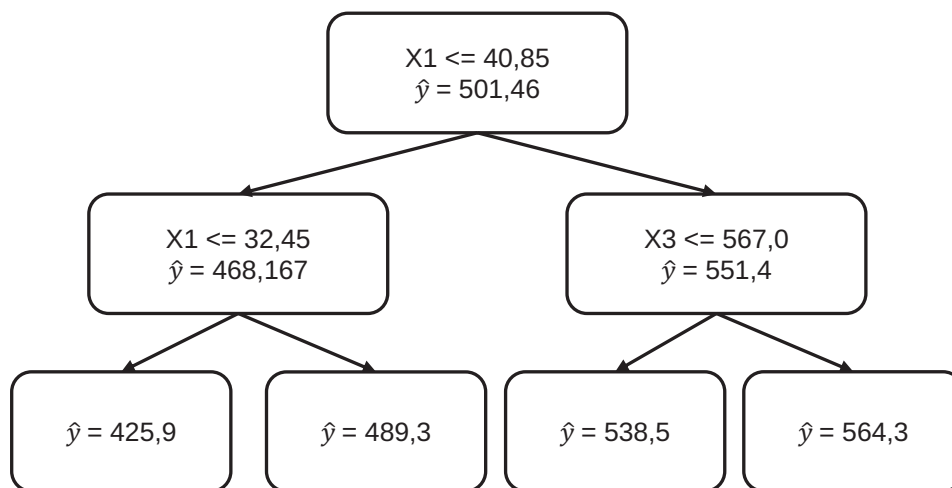 X1 <= 40,85
ŷ = 501,46
X1 <= 32,45
ŷ = 468,167
X3 <= 567,0
ŷ = 551,4
ŷ = 425,9
ŷ = 489,3
ŷ = 538,5
ŷ = 564,3